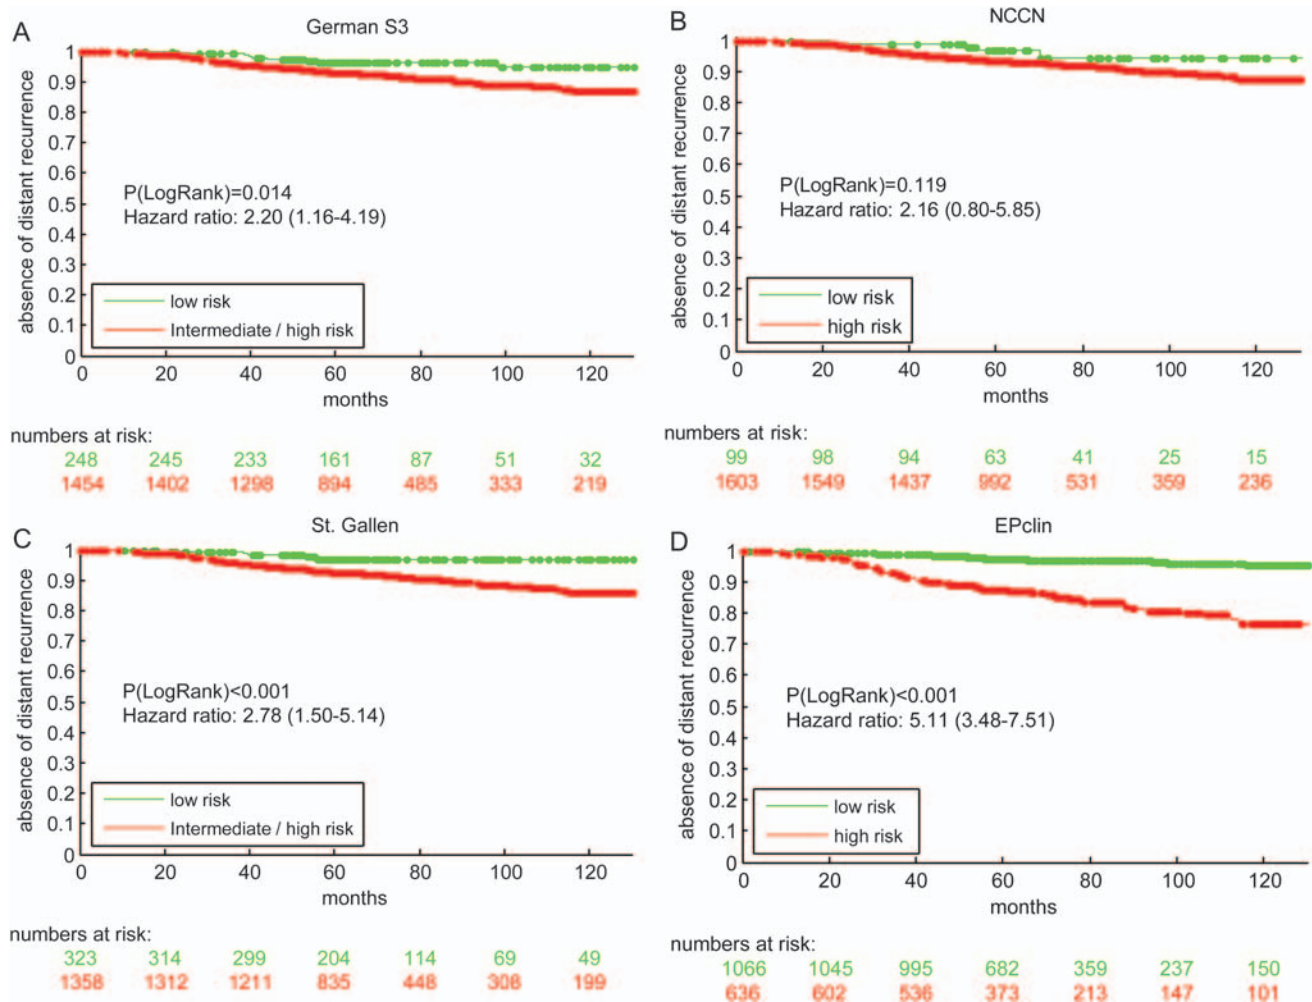 A
German S3
absence of distant recurrence
1
0.9
0.8
0.7
0.6
0.5
0.4
0.3
0.2
0.1
0
P(LogRank)=0.014
Hazard ratio: 2.20 (1.16-4.19)
low risk
Intermediate / high risk
0 20 40 60 80 100 120
months
numbers at risk:
248 245 233 161 87 51 32
1454 1402 1298 894 485 333 219
B
NCCN
absence of distant recurrence
1
0.9
0.8
0.7
0.6
0.5
0.4
0.3
0.2
0.1
0
P(LogRank)=0.119
Hazard ratio: 2.16 (0.80-5.85)
low risk
high risk
0 20 40 60 80 100 120
months
numbers at risk:
99 98 94 63 41 25 15
1603 1549 1437 992 531 359 236
C
St. Gallen
absence of distant recurrence
1
0.9
0.8
0.7
0.6
0.5
0.4
0.3
0.2
0.1
0
P(LogRank)<0.001
Hazard ratio: 2.78 (1.50-5.14)
low risk
Intermediate / high risk
0 20 40 60 80 100 120
months
numbers at risk:
323 314 299 204 114 69 49
1358 1312 1211 835 448 308 199
D
EPclin
absence of distant recurrence
1
0.9
0.8
0.7
0.6
0.5
0.4
0.3
0.2
0.1
0
P(LogRank)<0.001
Hazard ratio: 5.11 (3.48-7.51)
low risk
high risk
0 20 40 60 80 100 120
months
numbers at risk:
1066 1045 995 682 359 237 150
636 602 536 373 213 147 101